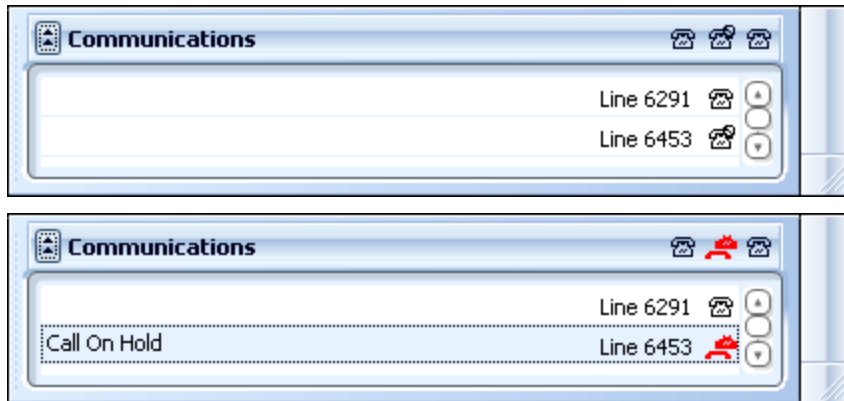 Communications
Line 6291
Line 6453
Communications
Line 6291
Call On Hold Line 6453